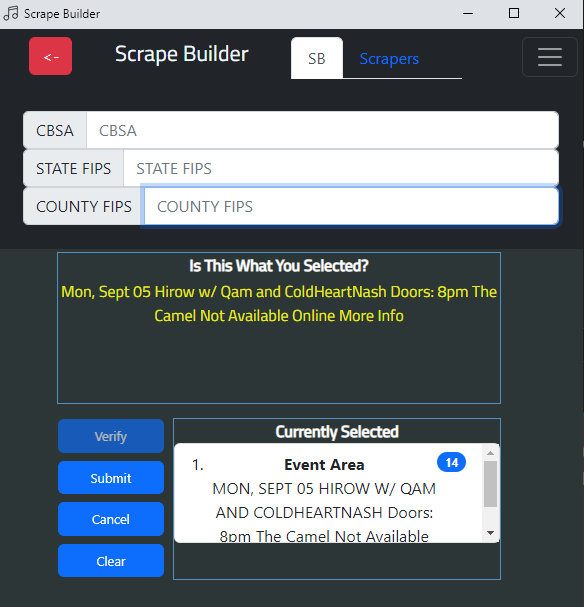 Scrape Builder
<-
Scrape Builder
SB
Scrapers
CBSA
CBSA
STATE FIPS
STATE FIPS
COUNTY FIPS
COUNTY FIPS
Is This What You Selected?
Mon, Sept 05 Hirow w/ Qam and ColdHeartNash Doors: 8pm The
Camel Not Available Online More Info
Verify
Submit
Cancel
Clear
Currently Selected
1.
Event Area
14
MON, SEPT 05 HIROW W/ QAM
AND COLDHEARTNASH Doors:
8pm The Camel Not Available